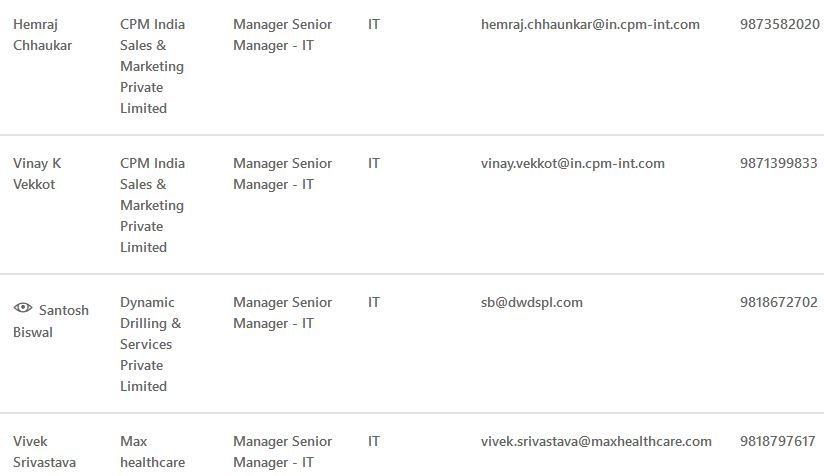 Hemraj CPM India Manager Senior IT hemraj.chhaunkar@in.cpm-int.com 9873582020
Chhaukar Sales & Manager - IT
Marketing
Private
Limited
Vinay K CPM India Manager Senior IT vinay.vekkot@in.cpm-int.com 9871399833
Vekkot Sales & Manager - IT
Marketing
Private
Limited
Santosh Dynamic Manager Senior IT sb@dwdspl.com 9818672702
Biswal Drilling & Manager - IT
Services
Private
Limited
Vivek Max Manager Senior IT vivek.srivastava@maxhealthcare.com 9818797617
Srivastava healthcare Manager - IT